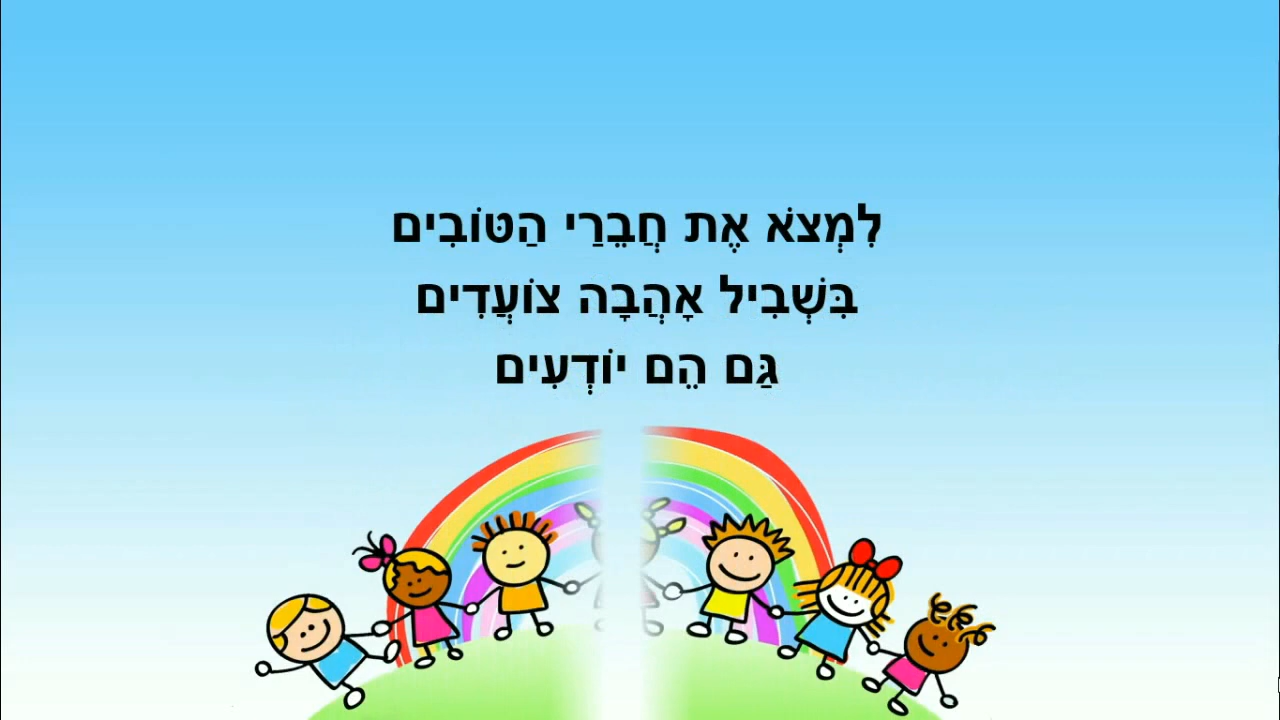 לִמְצֹא אֶת חֲבֵרַי הַטּוֹבִים
בִּשְׁבִיל אָהֲבָה צוֹעֲדִים
גַּם הֵם יוֹדְעִים